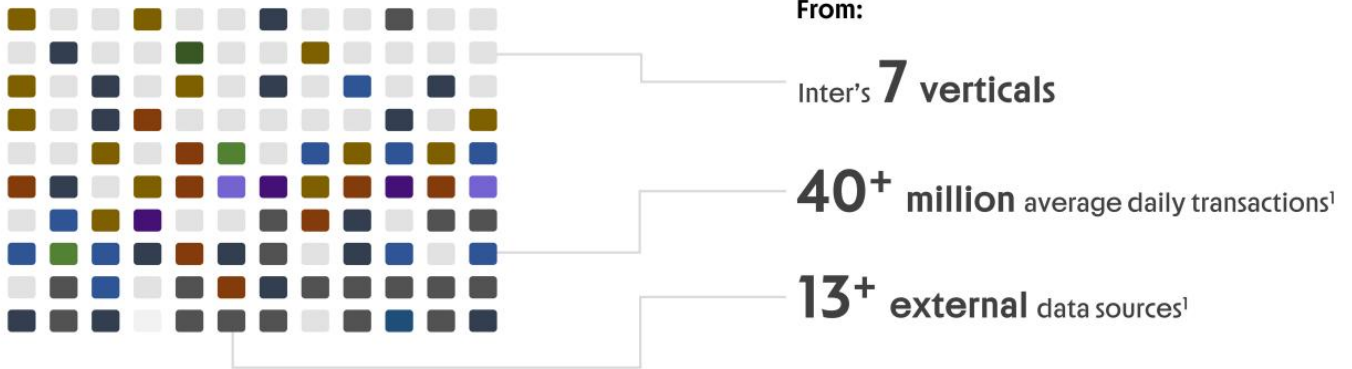 From:
Inter’s 7 verticals
40+ million average daily transactions¹
13+ external data sources¹